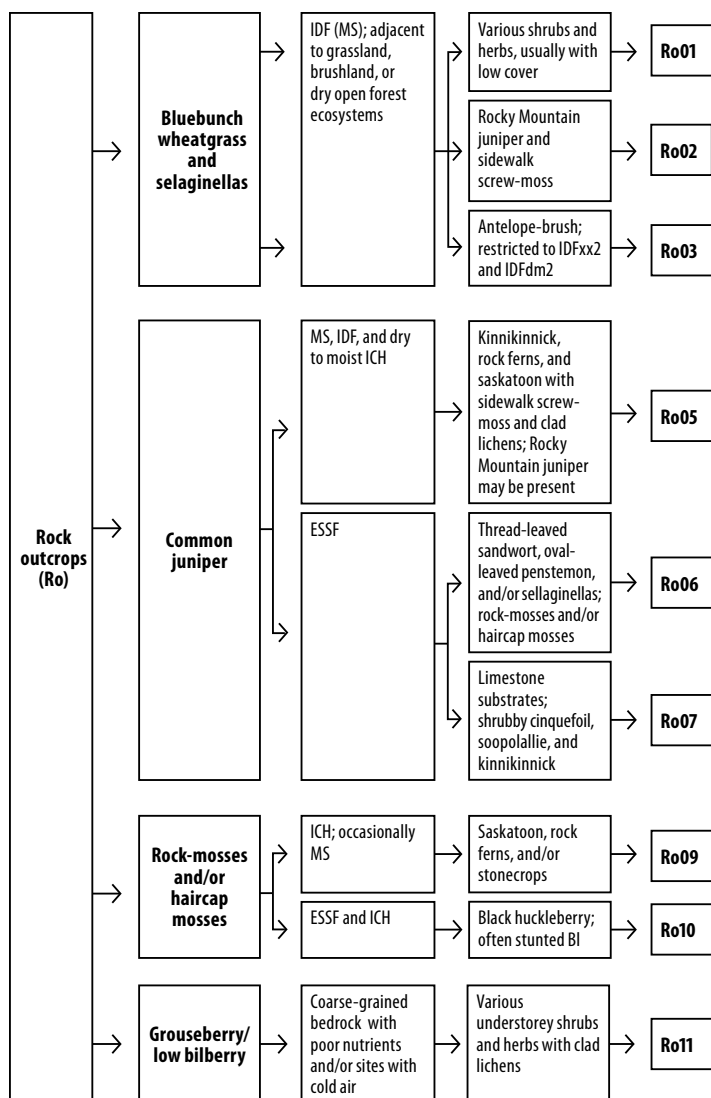 Rock
outcrops
(Ro)
Bluebunch
wheatgrass
and
selaginellas
IDF (MS); adjacent
to grassland,
brushland, or
dry open forest
ecosystems
Various shrubs and
herbs, usually with
low cover
Ro01
Rocky Mountain
juniper and
sidewalk
screw-moss
Ro02
Antelope-brush;
restricted to IDFxx2
and IDFdm2
Ro03
Common
juniper
MS, IDF, and dry
to moist ICH
Kinnikinnick,
rock ferns, and
saskatoon with
sidewalk screw-
moss and clad
lichens; Rocky
Mountain juniper
may be present
Ro05
ESSF
Thread-leaved
sandwort, oval-
leaved penstemon,
and/or sellaginellas;
rock-mosses and/or
haircap mosses
Ro06
Limestone
substrates;
shrubby cinquefoil,
soopolallie, and
kinnikinnick
Ro07
Rock-mosses
and/or
haircap
mosses
ICH; occasionally
MS
Saskatoon, rock
ferns, and/or
stonecrops
Ro09
ESSF and ICH
Black huckleberry;
often stunted Bl
Ro10
Grouseberry/
low bilberry
Coarse-grained
bedrock with
poor nutrients
and/or sites with
cold air
Various
understorey shrubs
and herbs with clad
lichens
Ro11